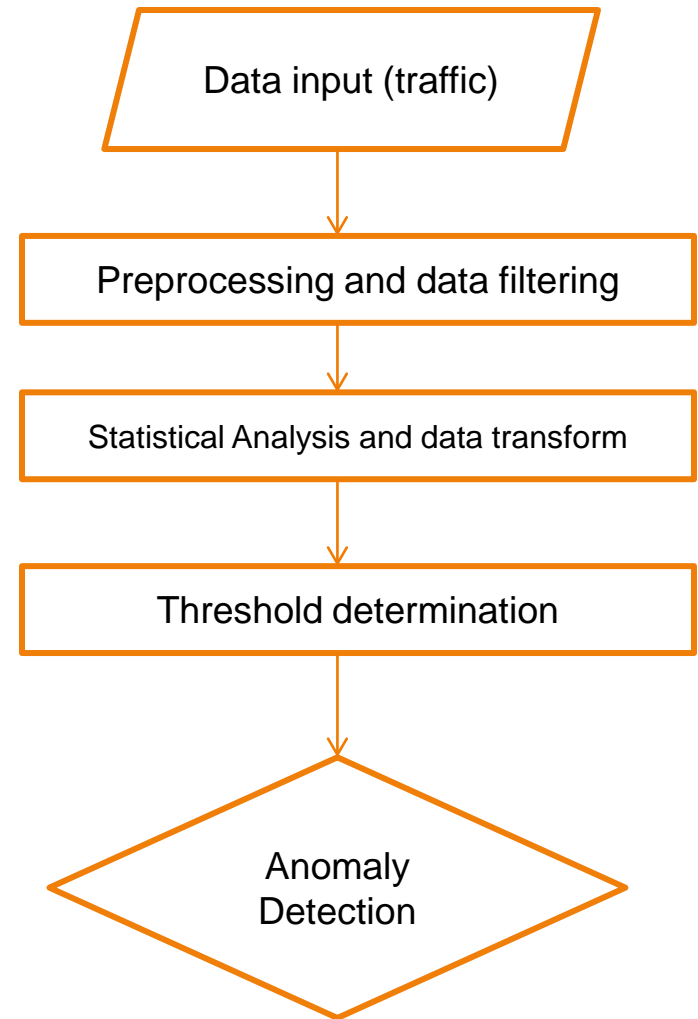 Data input (traffic)
Preprocessing and data filtering
Statistical Analysis and data transform
Threshold determination
Anomaly
Detection